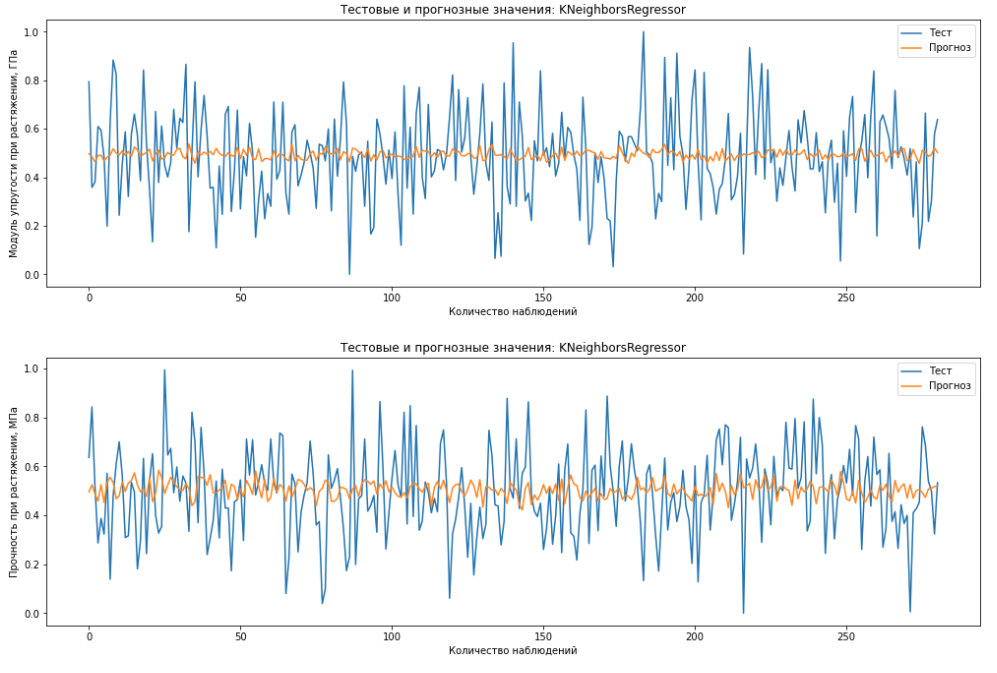 Тестовые и прогнозные значения: KNeighborsRegressor
Модуль упругости при растяжении, ГПа
1.0
0.8
0.6
0.4
0.2
0.0
Тест
Прогноз
0 50 100 150 200 250
Количество наблюдений
Тестовые и прогнозные значения: KNeighborsRegressor
Прочность при растяжении, МПа
1.0
0.8
0.6
0.4
0.2
0.0
Тест
Прогноз
0 50 100 150 200 250
Количество наблюдений